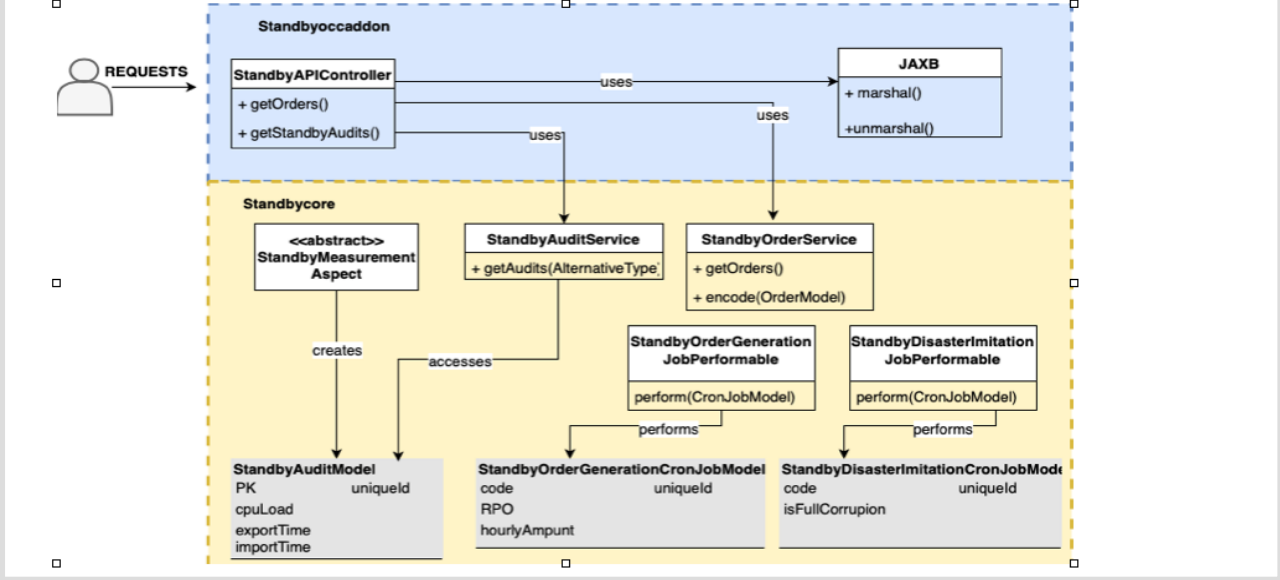 Standbyoccaddon
REQUESTS
StandbyAPIController
+ getOrders()
+ getStandbyAudits()
uses
uses
uses
JAXB
+ marshal()
+unmarshal()
Standbycore
<<abstract>>
StandbyMeasurement
Aspect
StandbyAuditService
+ getAudits(AlternativeType)
StandbyOrderService
+ getOrders()
+ encode(OrderModel)
creates
accesses
StandbyOrderGeneration
JobPerformable
perform(CronJobModel)
StandbyDisasterImitation
JobPerformable
perform(CronJobModel)
performs
performs
StandbyAuditModel
PK uniqueId
cpuLoad
exportTime
importTime
StandbyOrderGenerationCronJobModel
code uniqueId
RPO
hourlyAmpunt
StandbyDisasterImitationCronJobMode
code uniqueId
isFullCorrupion